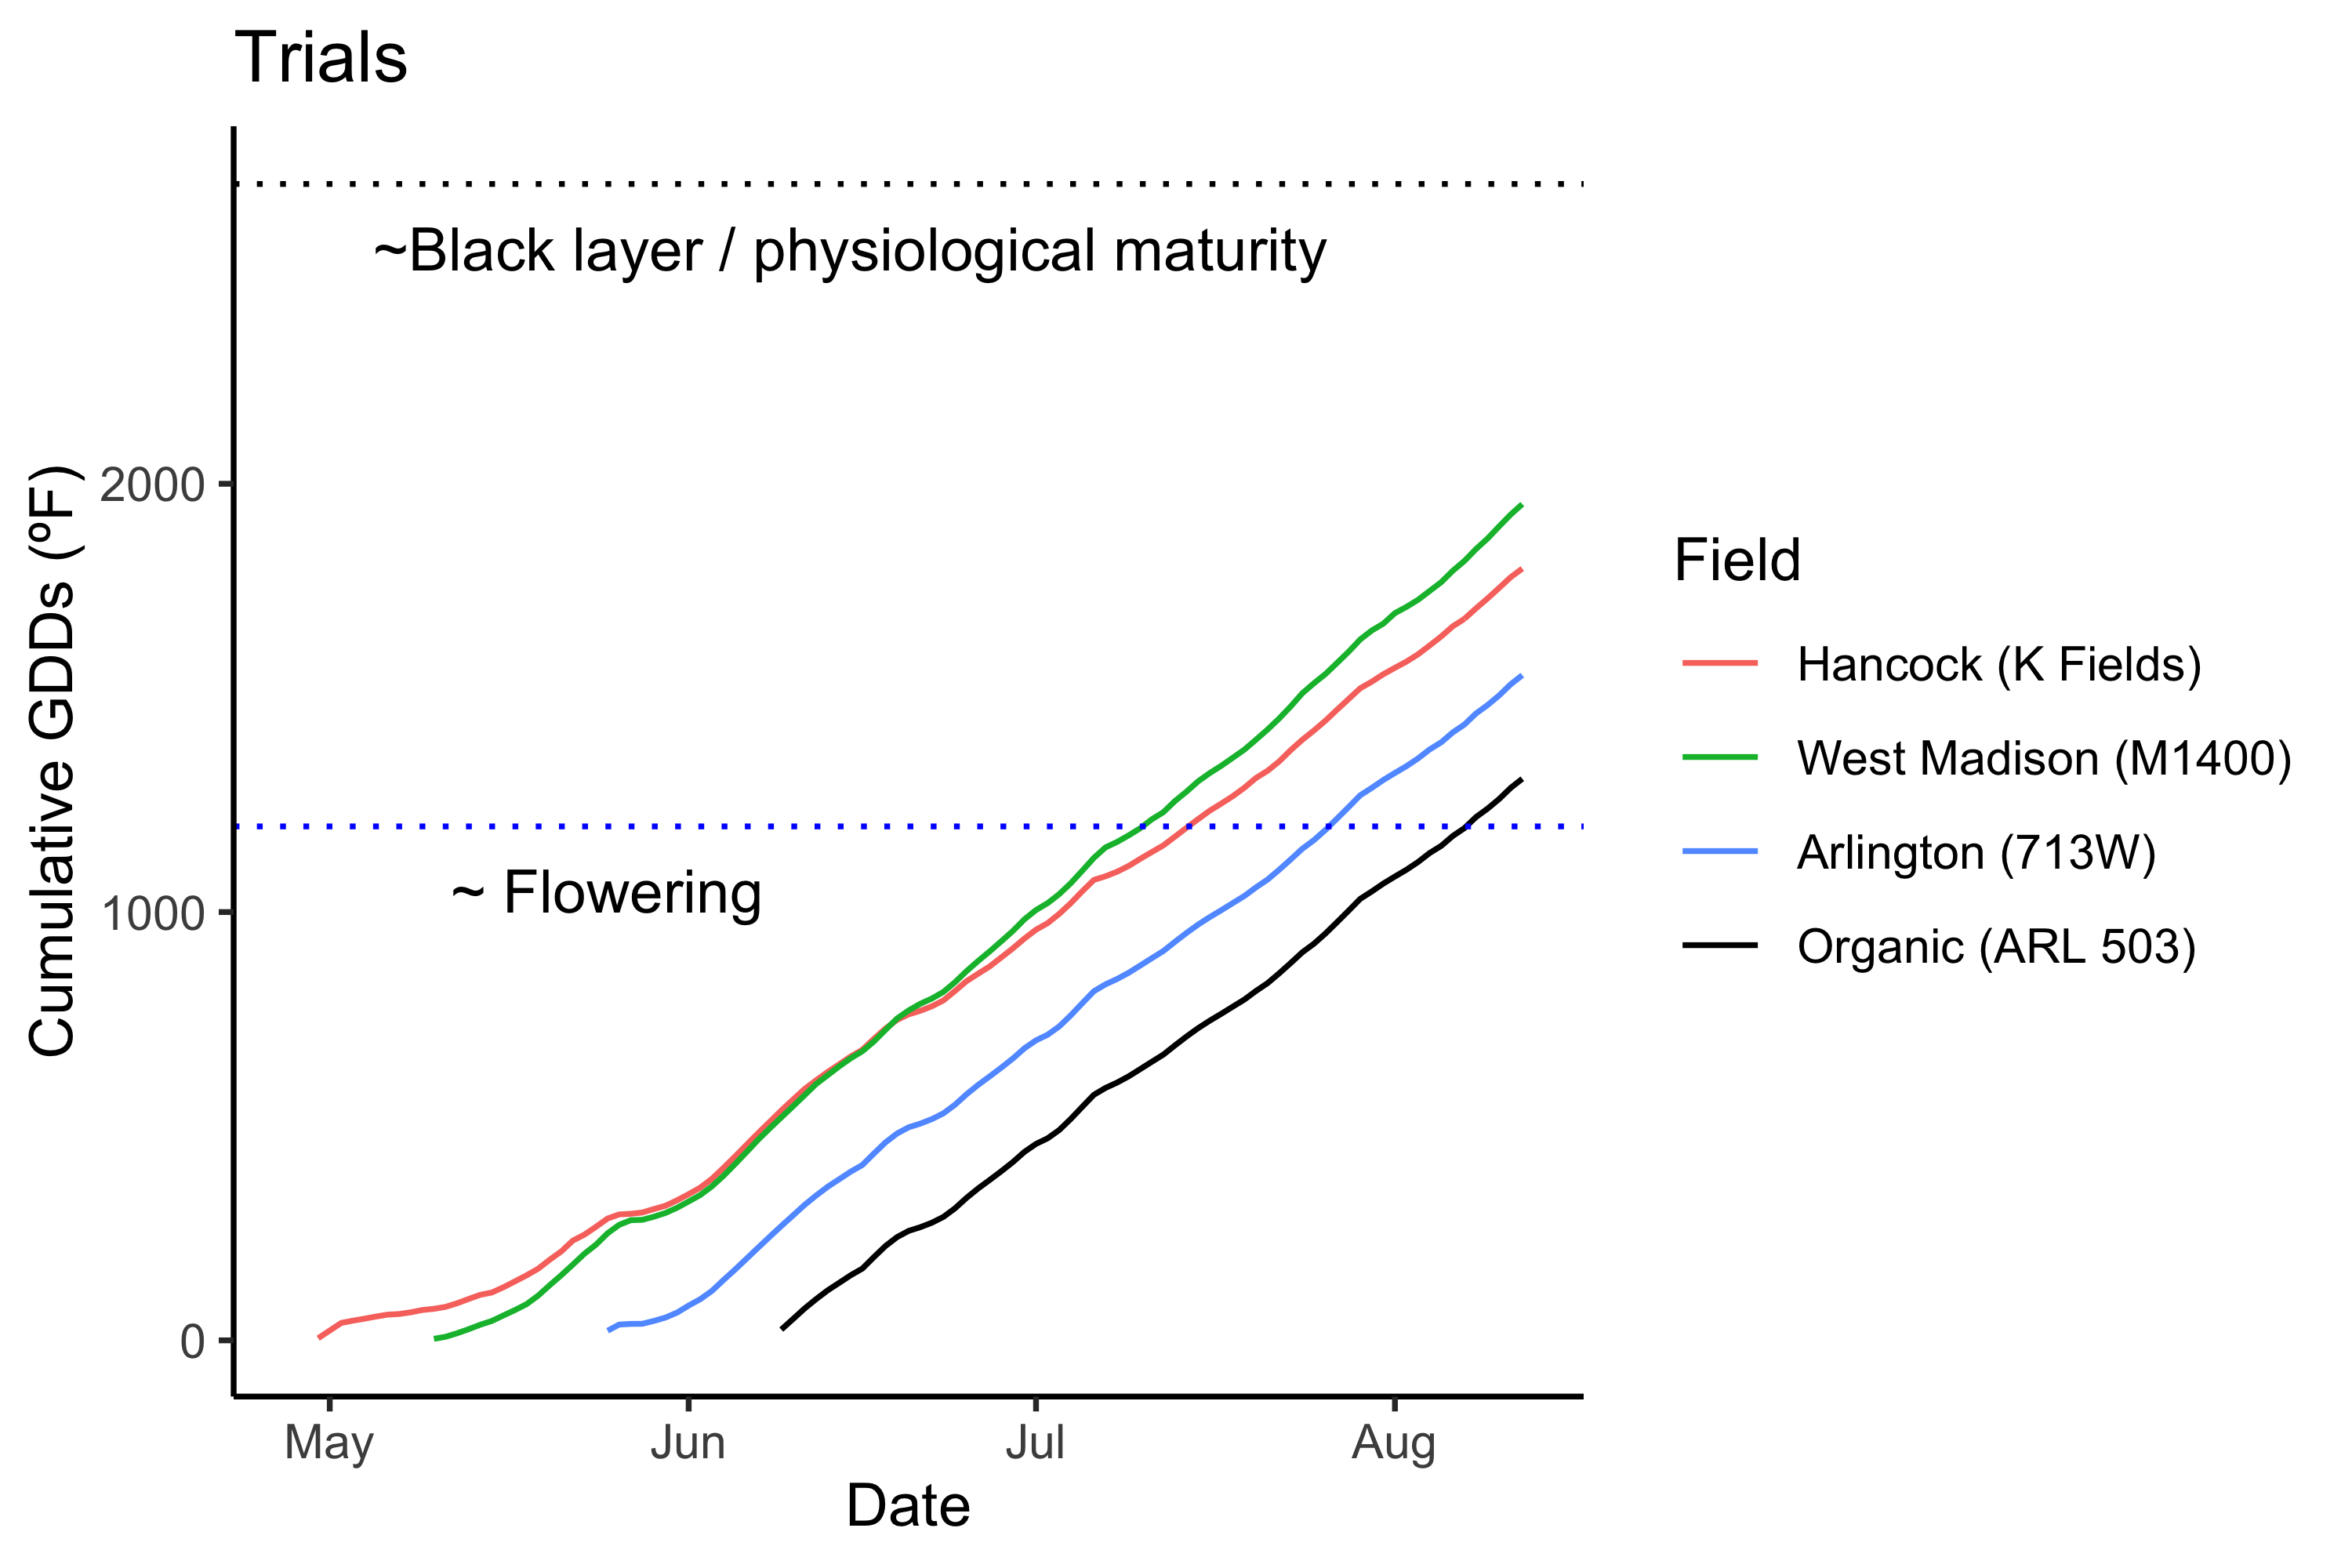 Trials
~Black layer / physiological maturity
~ Flowering
Cumulative GDDs (ºF)
2000
1000
0
May
Jun
Jul
Aug
Date
Field
Hancock (K Fields)
West Madison (M1400)
Arlington (713W)
Organic (ARL 503)